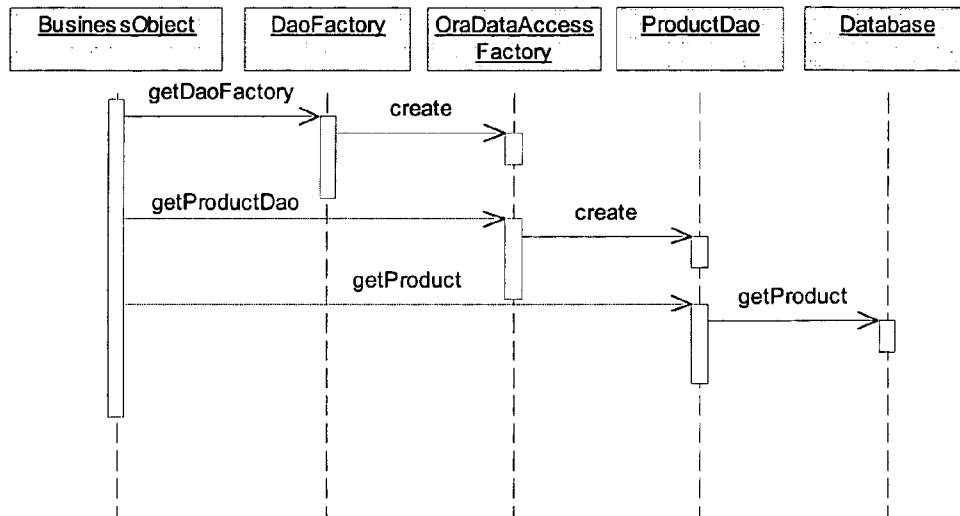 BusinessObject
DaoFactory
OraDataAccess
Factory
ProductDao
Database
getDaoFactory
create
getProductDao
create
getProduct
getProduct